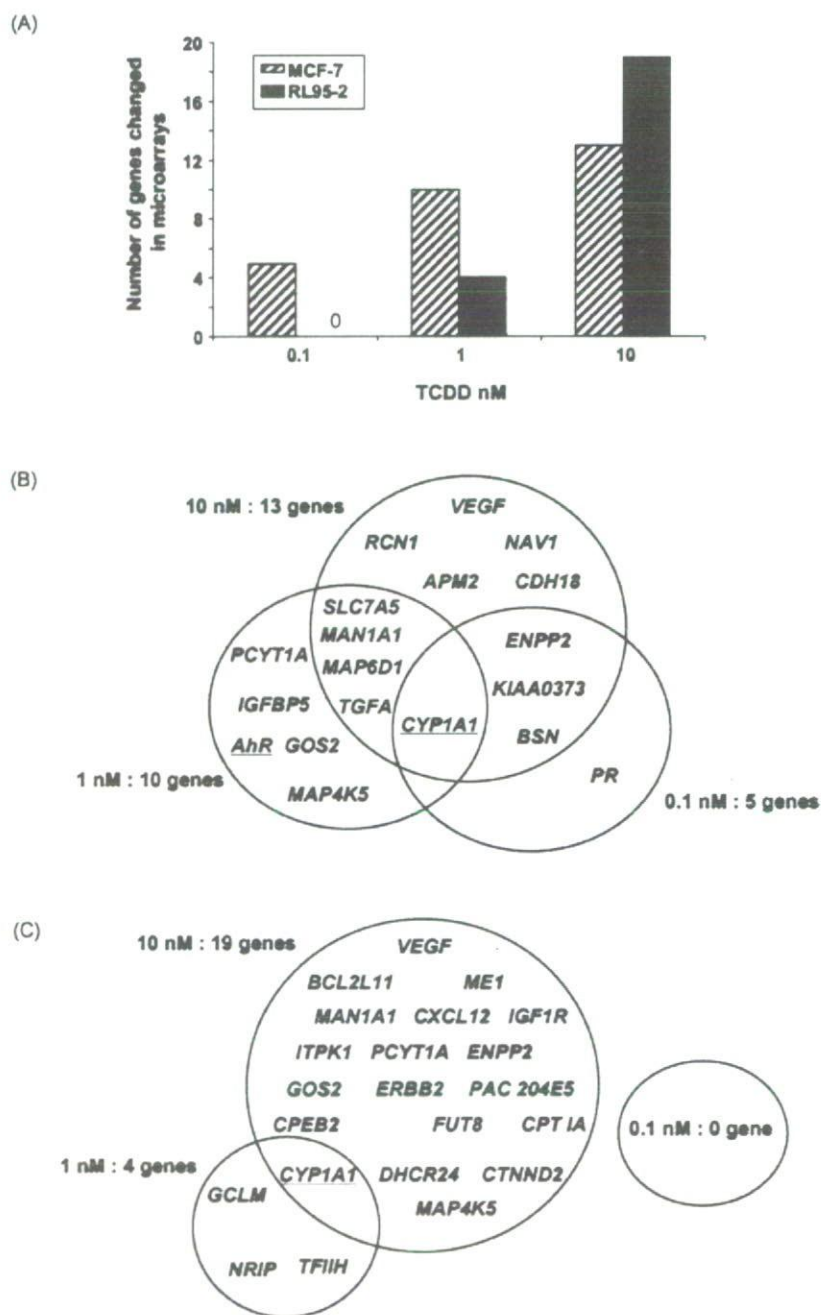 (A)
20
16
12
8
4
0
Number of genes changed
in microarrays
MCF-7
RL95-2
0
0.1
1
10
TCDD nM
(B)
10 nM : 13 genes
VEGF
RCN1
NAV1
APM2
CDH18
SLC7A5
MAN1A1
ENPP2
PCYT1A
MAP6D1
KIAA0373
IGFBP5
TGFA
CYP1A1
BSN
AhR
GOS2
PR
1 nM : 10 genes
MAP4K5
0.1 nM : 5 genes
(C)
10 nM : 19 genes
VEGF
BCL2L11
ME1
MAN1A1 CXCL12 IGF1R
ITPK1 PCYT1A ENPP2
GOS2 ERBB2 PAC 204E5
0.1 nM : 0 gene
CPEB2 FUT8 CPT IA
1 nM : 4 genes
CYP1A1 DHCR24 CTNND2
GCLM
MAP4K5
NRIP TFIIH